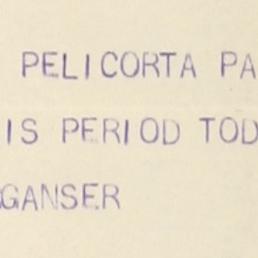 PELICORTA PA
IS PERIOD TOD
GANSER